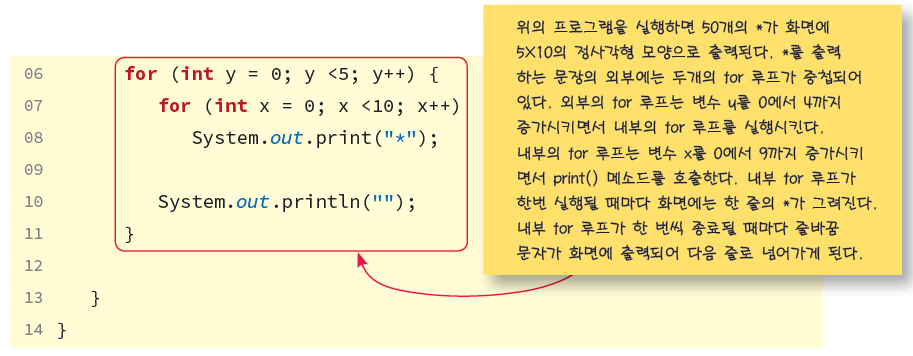 06 for (int y = 0; y <5; y++) {
07 for (int x = 0; x <10; x++)
08 System.out.print("*");
09
10 System.out.println("");
11 }
12
13 }
14 }
위의 프로그램을 실행하면 50개의 *가 화면에
5X10의 정사각형 모양으로 출력된다. *를 출력
하는 문장의 외부에는 두개의 for 루프가 중첩되어
있다. 외부의 for 루프는 변수 y를 0에서 4까지
증가시키면서 내부의 for 루프를 실행시킨다.
내부의 for 루프는 변수 x를 0에서 9까지 증가시키
면서 print() 메소드를 호출한다. 내부 for 루프가
한번 실행될 때마다 화면에는 한 줄의 *가 그려진다.
내부 for 루프가 한 번씩 종료될 때마다 줄바꿈
문자가 화면에 출력되어 다음 줄로 넘어가게 된다.